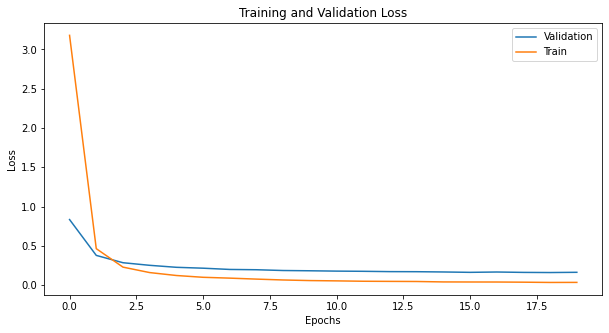 Training and Validation Loss
Validation
Train
3.0
2.5
2.0
1.5
1.0
0.5
0.0
Loss
0.0 2.5 5.0 7.5 10.0 12.5 15.0 17.5
Epochs